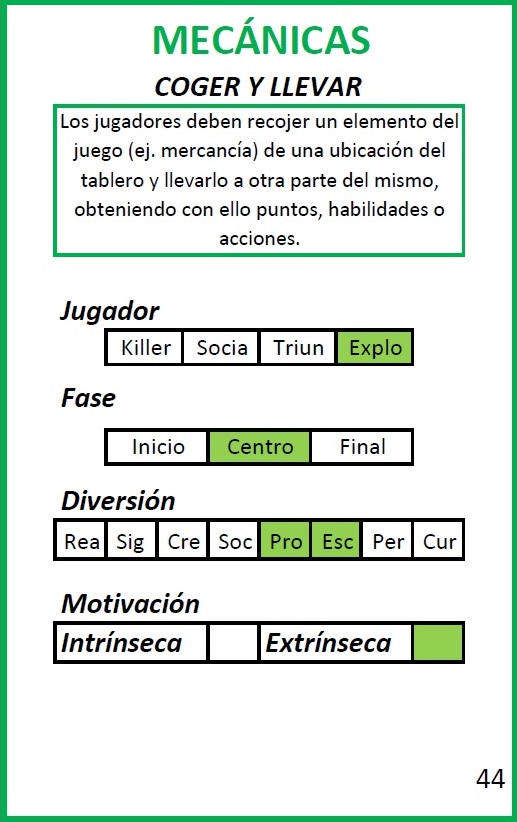 MECÁNICAS
COGER Y LLEVAR
Los jugadores deben recojer un elemento del
juego (ej. mercancía) de una ubicación del
tablero y llevarlo a otra parte del mismo,
obteniendo con ello puntos, habilidades o
acciones.
Jugador
Killer Socia Triun Explo
Fase
Inicio Centro Final
Diversión
Rea Sig Cre Soc Pro Esc Per Cur
Motivación
Intrínseca Extrínseca
44